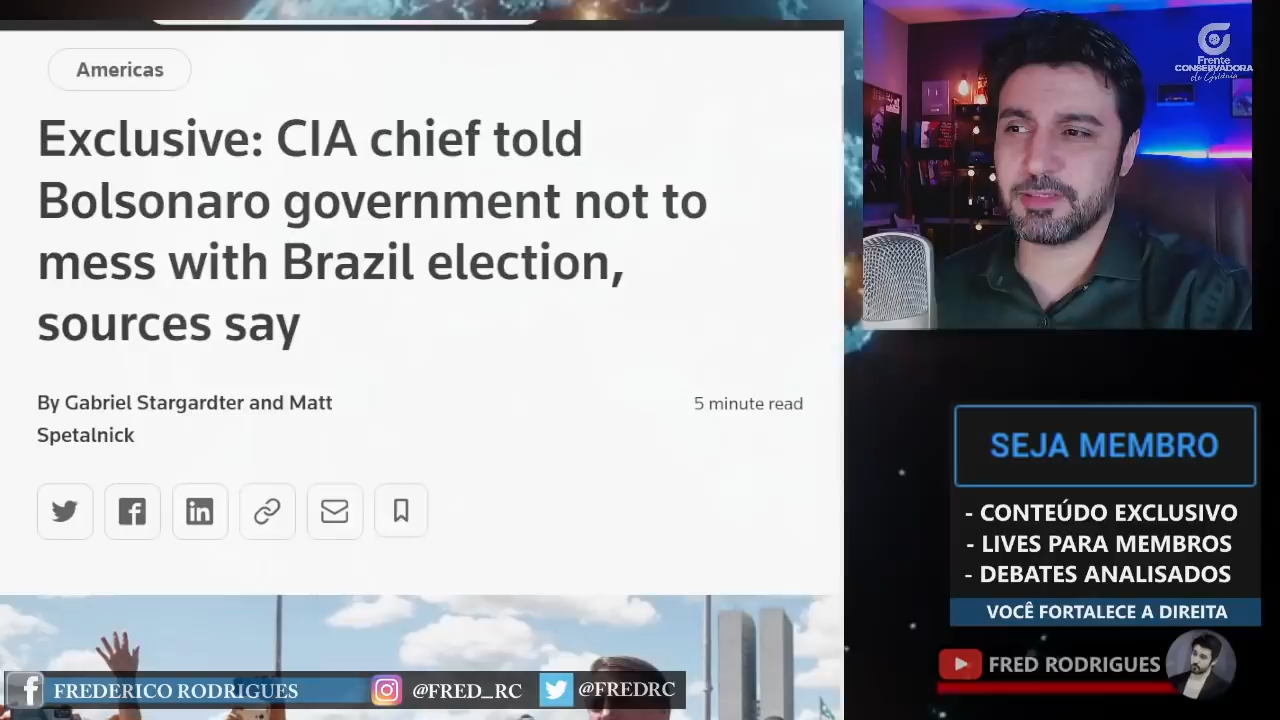 Americas
Exclusive: CIA chief told
Bolsonaro government not to
mess with Brazil election,
sources say
By Gabriel Stargardter and Matt
Spetalnick
5 minute read
Frente
CONSERVADORA
de Goiânia
SEJA MEMBRO
- CONTEÚDO EXCLUSIVO
- LIVES PARA MEMBROS
- DEBATES ANALISADOS
VOCÊ FORTALECE A DIREITA
FRED RODRIGUES
FREDERICO RODRIGUES
@FRED_RC
@FREDRC